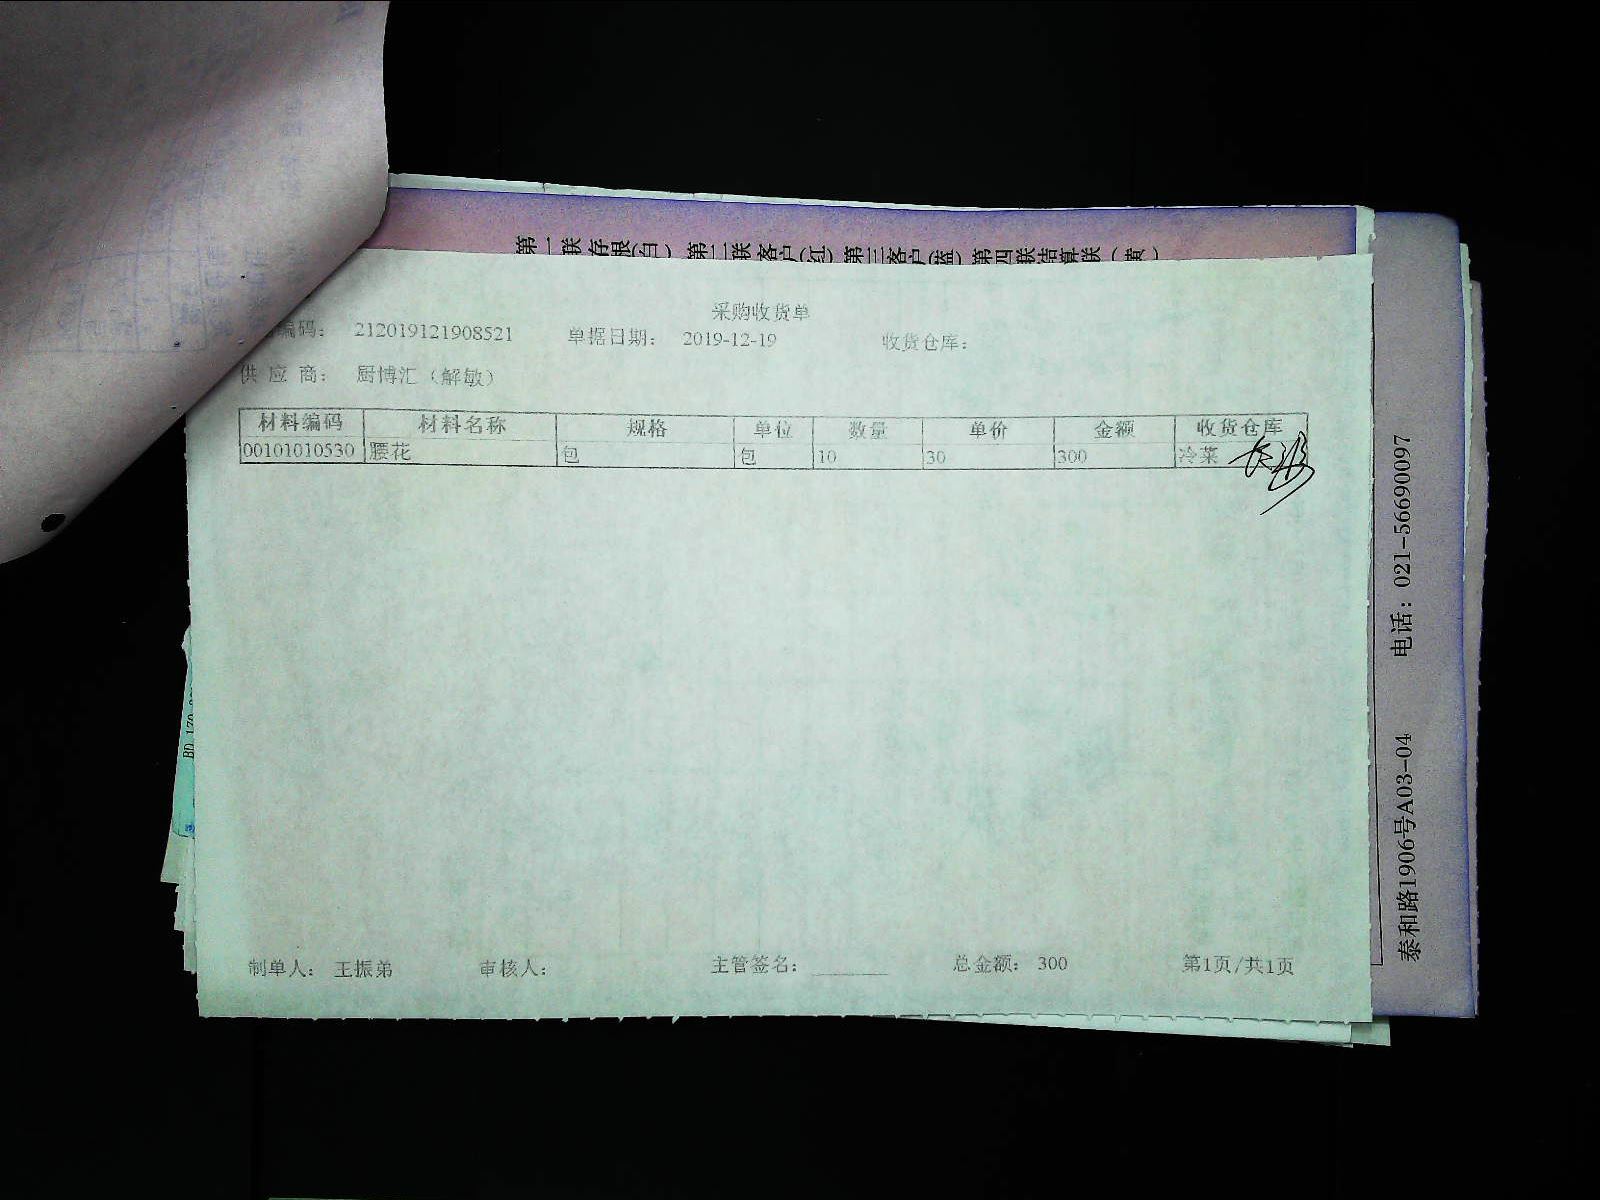 第一联存根(白) 第二联客户(红) 第三客户(蓝) 第四联结算联(黄)
采购收货单
编码： 212019121908521 单据日期： 2019-12-19 收货仓库：
供应商： 厨博汇（解敏）
材料编码 材料名称 规格 单位 数量 单价 金额 收货仓库
00101010530 腰花 包 包 10 30 300 冷菜
制单人： 王振弟 审核人： 主管签名： ________ 总金额： 300 第1页/共1页
泰和路1906号A03-04 电话：021-56690097